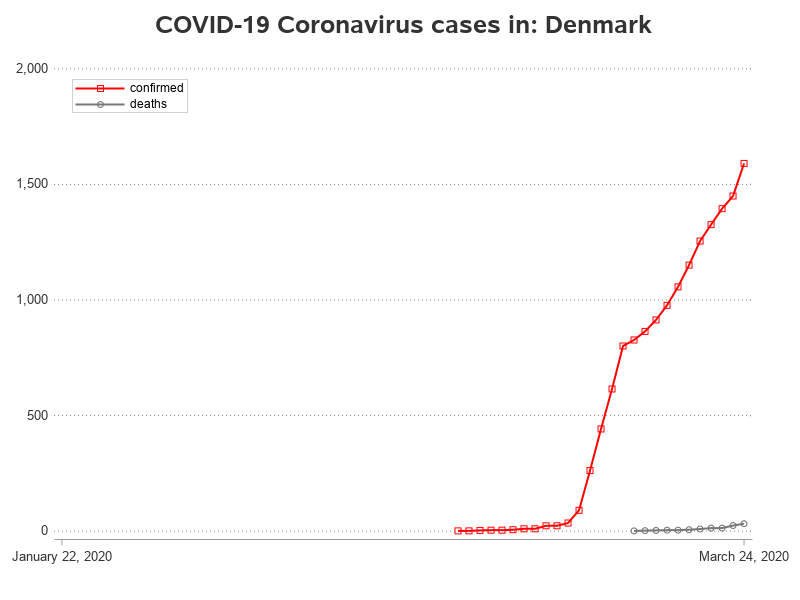 COVID-19 Coronavirus cases in: Denmark
2,000
confirmed
deaths
1,500
1,000
500
0
January 22, 2020
March 24, 2020